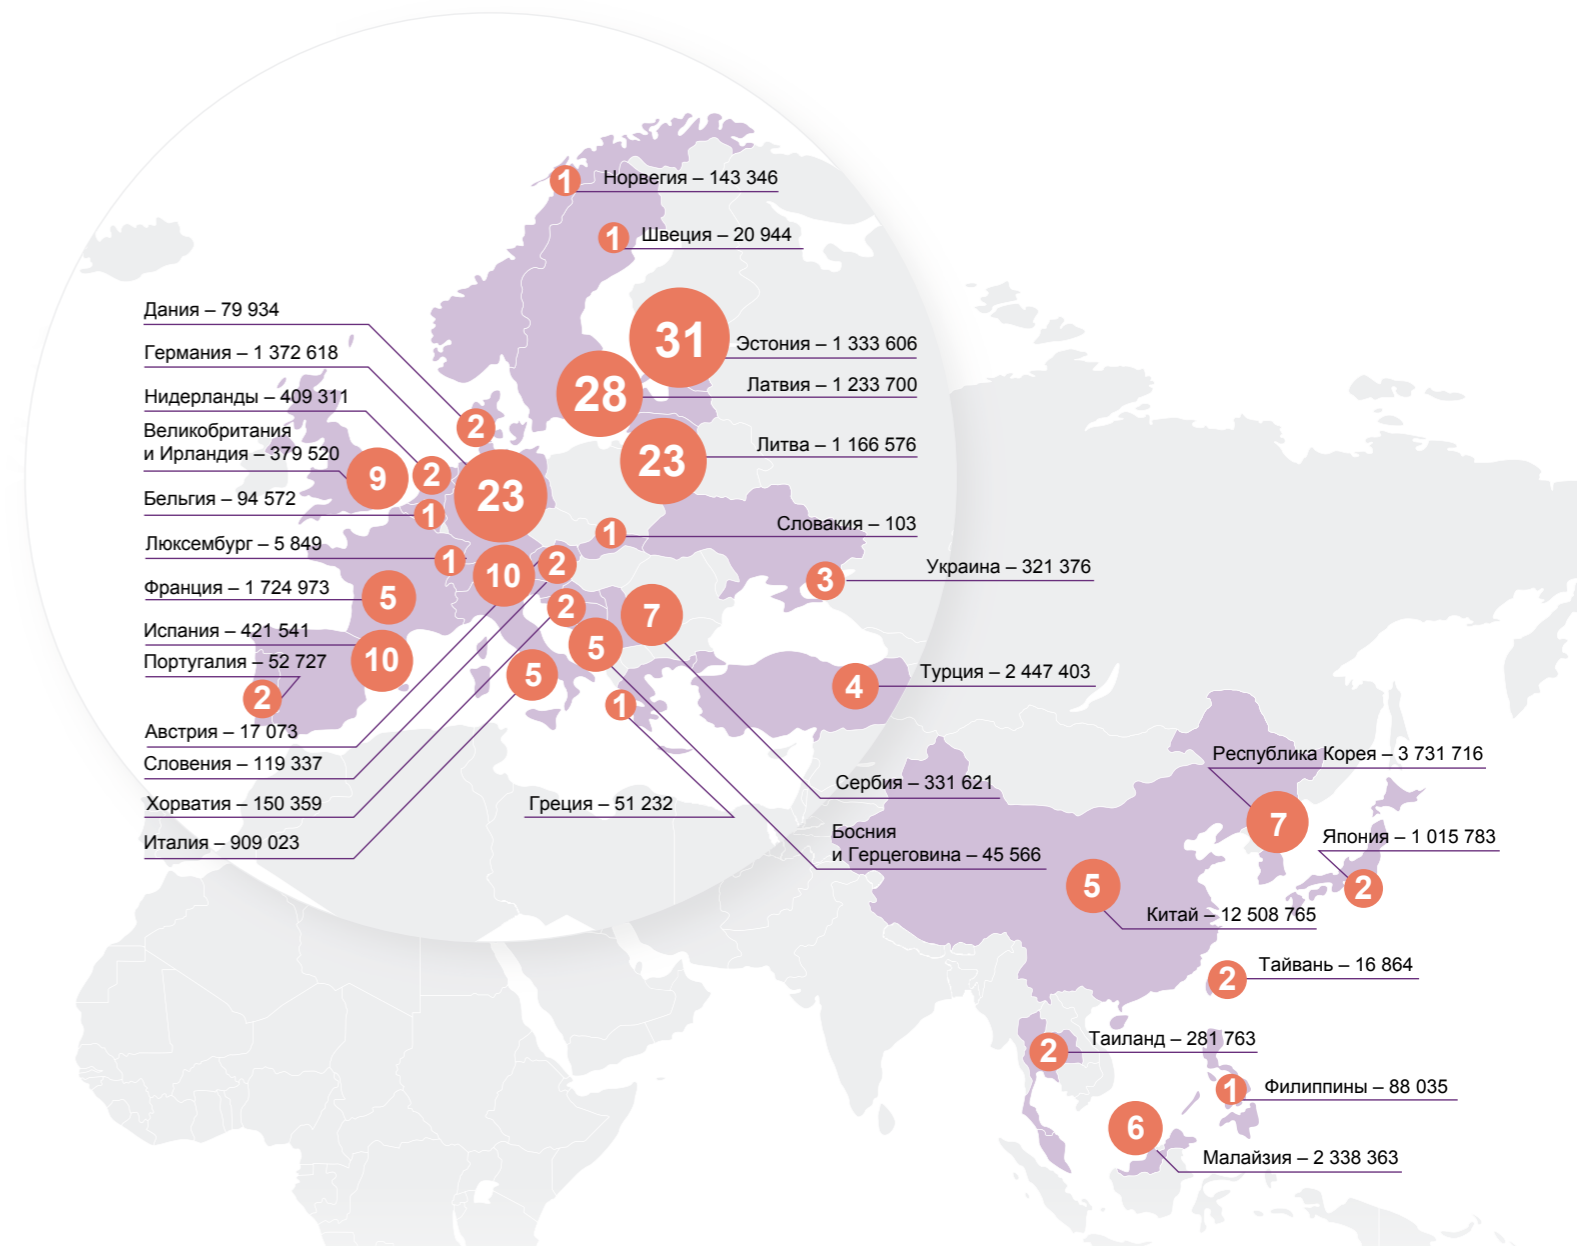 1
Норвегия – 143 346
1
Швеция – 20 944
Дания – 79 934
2
Германия – 1 372 618
23
Нидерланды – 409 311
2
Великобритания
и Ирландия – 379 520
9
Бельгия – 94 572
1
Люксембург – 5 849
1
Франция – 1 724 973
5
Испания – 421 541
10
Португалия – 52 727
2
Австрия – 17 073
10
Словения – 119 337
2
Хорватия – 150 359
2
Италия – 909 023
5
31
Эстония – 1 333 606
28
Латвия – 1 233 700
23
Литва – 1 166 576
1
Словакия – 103
3
Украина – 321 376
4
Турция – 2 447 403
7
Сербия – 331 621
5
Босния
и Герцеговина – 45 566
1
Греция – 51 232
Республика Корея – 3 731 716
7
Япония – 1 015 783
2
5
Китай – 12 508 765
2
Тайвань – 16 864
2
Таиланд – 281 763
1
Филиппины – 88 035
6
Малайзия – 2 338 363